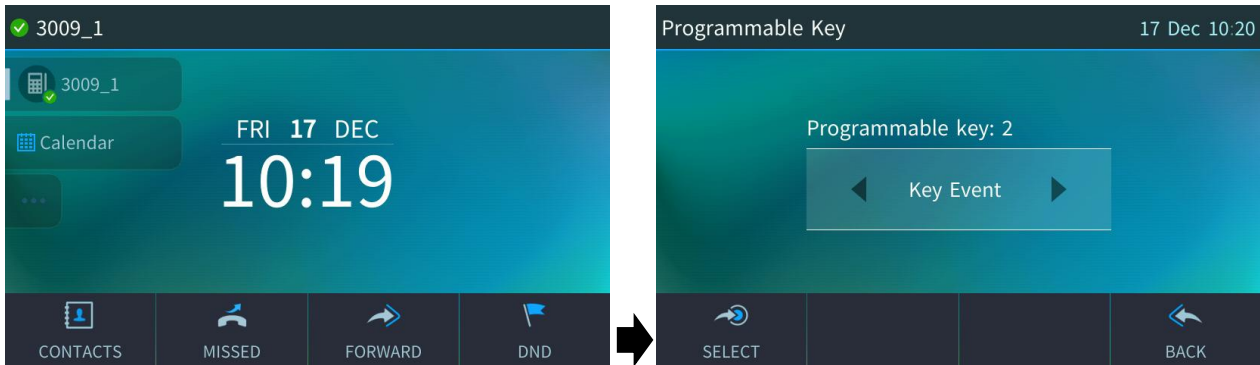 3009_1
3009_1
Calendar
FRI 17 DEC
10:19
CONTACTS MISSED FORWARD DND
Programmable Key 17 Dec 10:20
Programmable key: 2
Key Event
SELECT BACK